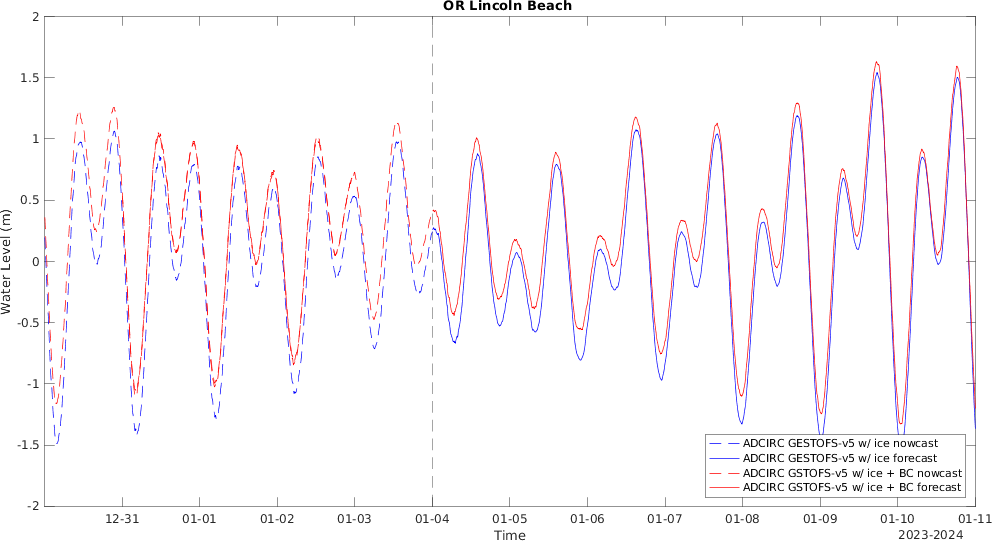 OR Lincoln Beach
2
1.5
1
0.5
0
-0.5
-1
-1.5
-2
Water Level (m)
12-31 01-01 01-02 01-03 01-04 01-05 01-06 01-07 01-08 01-09 01-10 01-11
Time
2023-2024
ADCIRC GESTOFS-v5 w/ ice nowcast
ADCIRC GESTOFS-v5 w/ ice forecast
ADCIRC GSTOFS-v5 w/ ice + BC nowcast
ADCIRC GSTOFS-v5 w/ ice + BC forecast